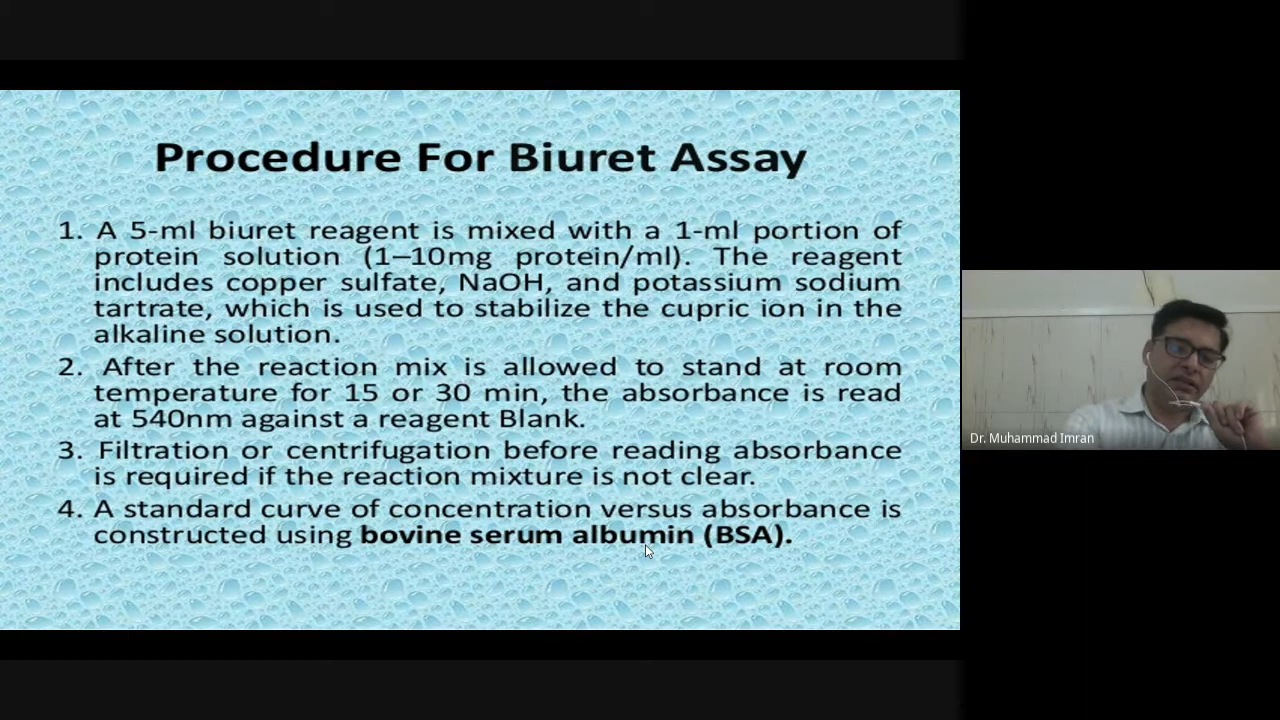 Procedure For Biuret Assay
1. A 5-ml biuret reagent is mixed with a 1-ml portion of
protein solution (1–10mg protein/ml). The reagent
includes copper sulfate, NaOH, and potassium sodium
tartrate, which is used to stabilize the cupric ion in the
alkaline solution.
2. After the reaction mix is allowed to stand at room
temperature for 15 or 30 min, the absorbance is read
at 540nm against a reagent Blank.
3. Filtration or centrifugation before reading absorbance
is required if the reaction mixture is not clear.
4. A standard curve of concentration versus absorbance is
constructed using bovine serum albumin (BSA).
Dr. Muhammad Imran